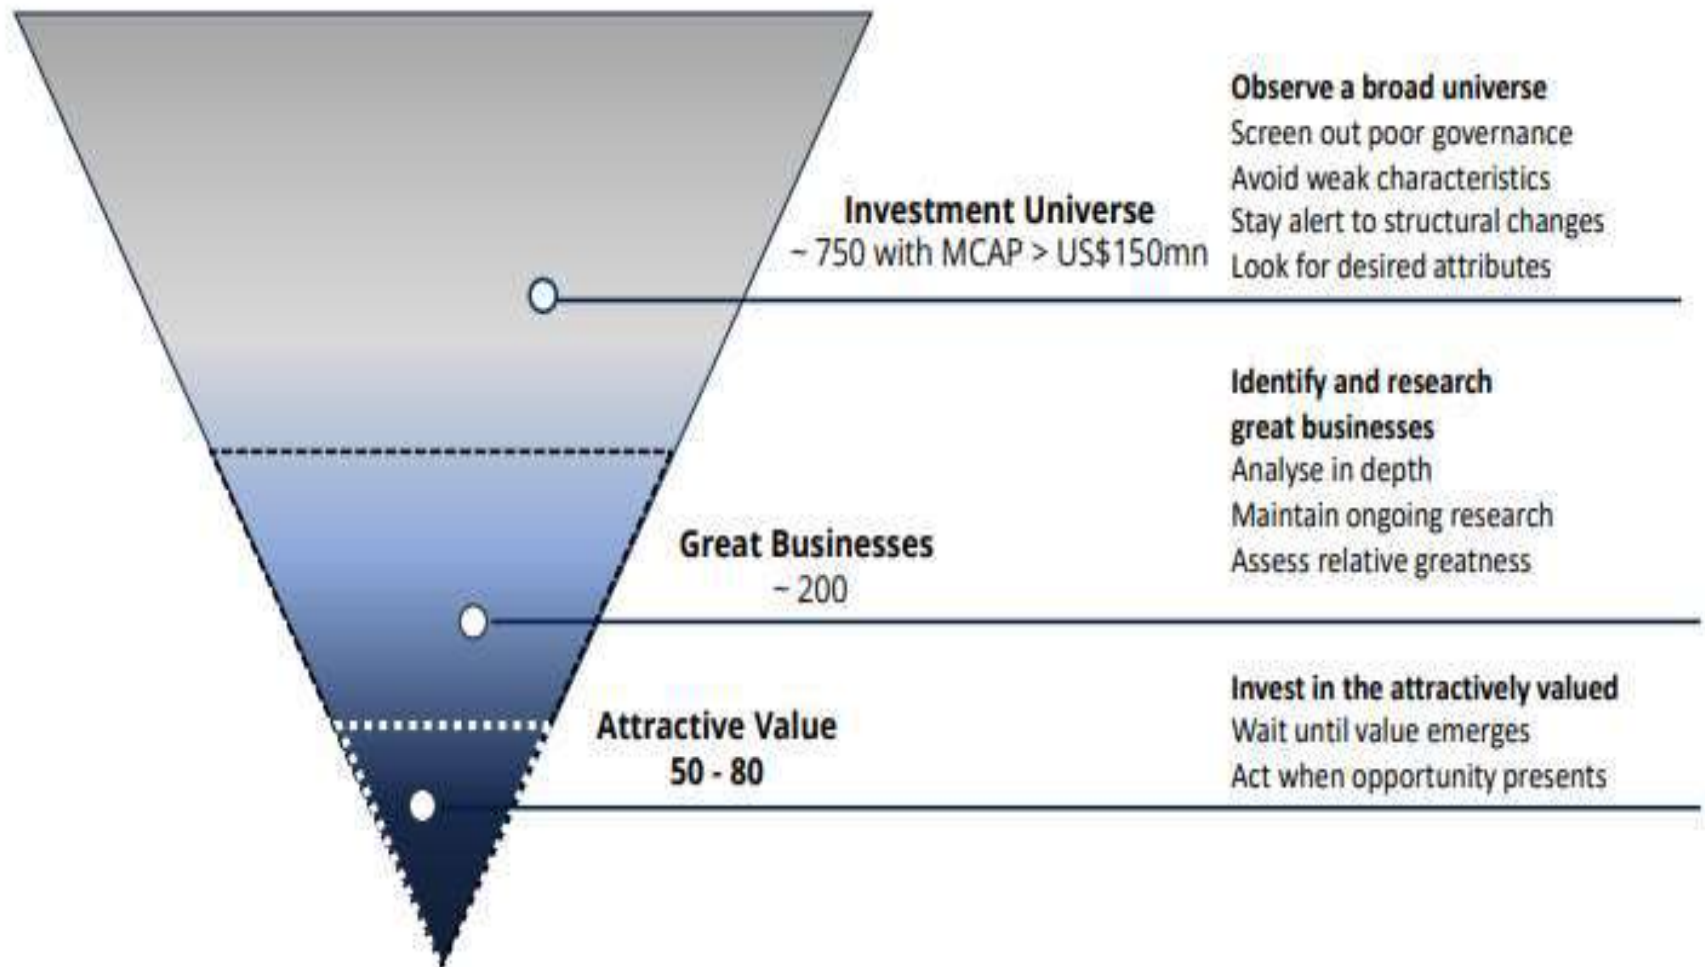 Observe a broad universe
Screen out poor governance
Avoid weak characteristics
Stay alert to structural changes
Look for desired attributes
Investment Universe
~ 750 with MCAP > US$150mn
Identify and research
great businesses
Analyse in depth
Maintain ongoing research
Assess relative greatness
Great Businesses
~ 200
Invest in the attractively valued
Wait until value emerges
Act when opportunity presents
Attractive Value
50 - 80